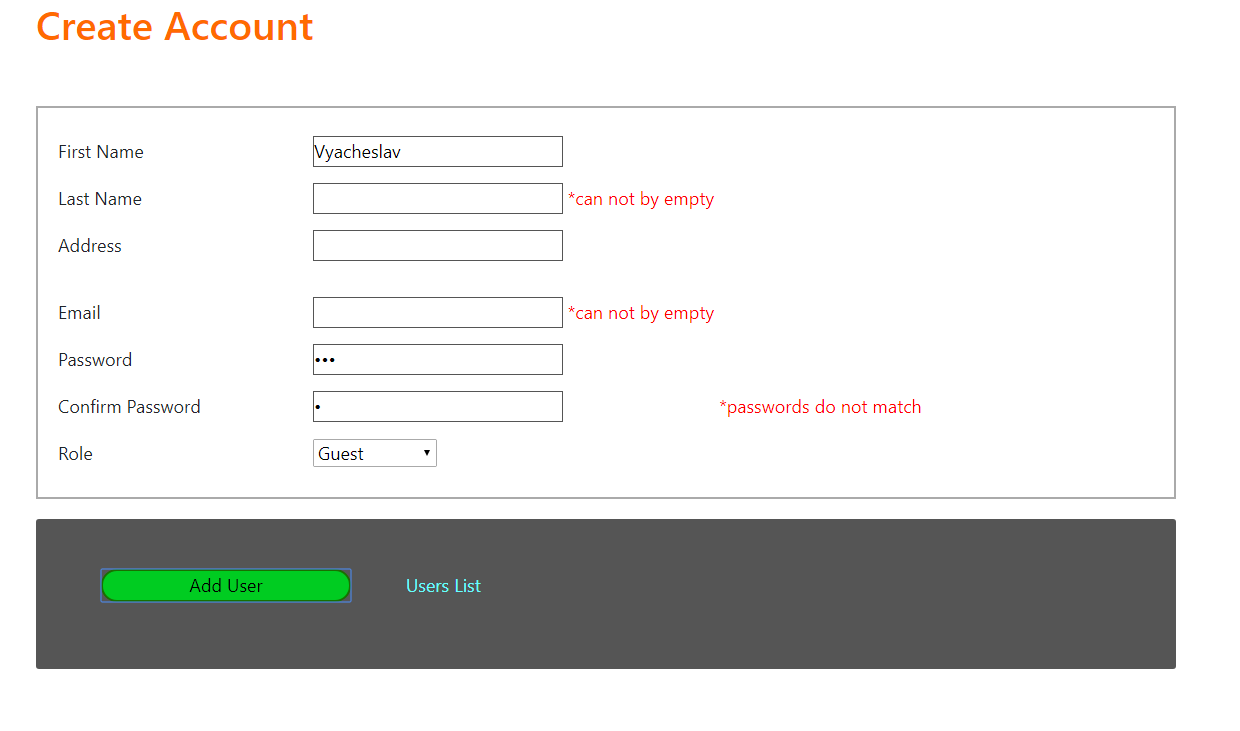 Create Account
First Name Vyacheslav
Last Name *can not by empty
Address
Email *can not by empty
Password •••
Confirm Password • *passwords do not match
Role Guest
Add User Users List